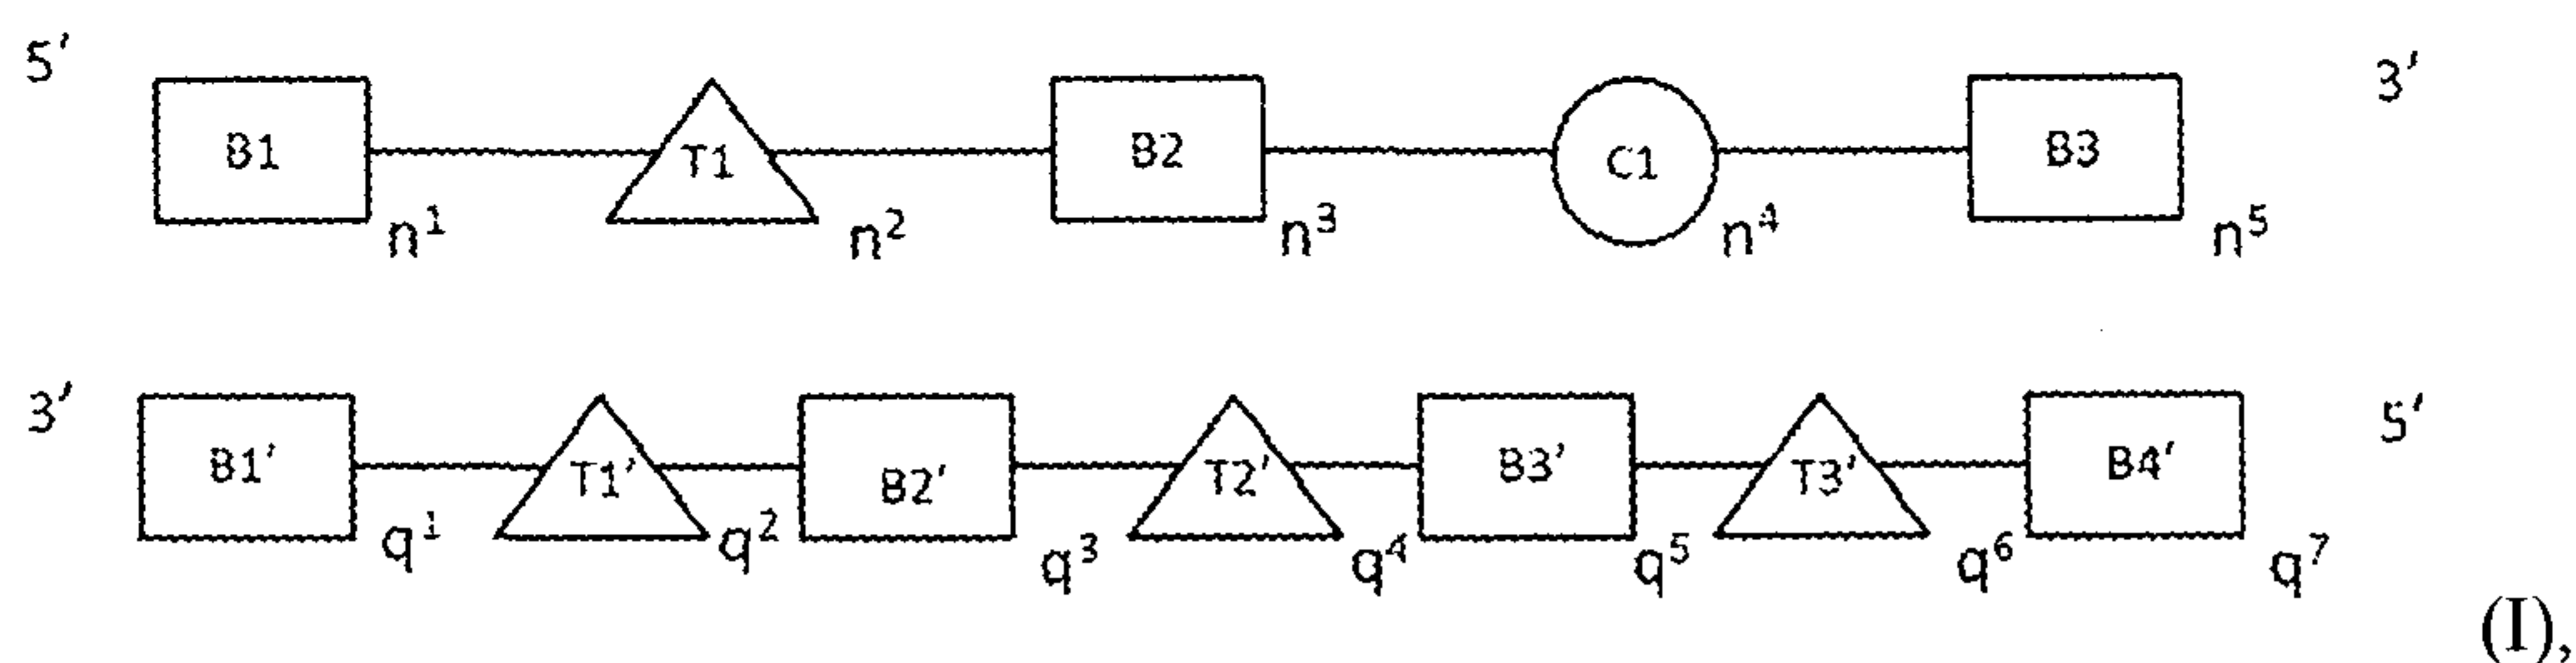 5′ B1 n¹ T1 n² B2 n³ C1 n⁴ B3 n⁵ 3′
3′ B1′ q¹ T1′ q² B2′ q³ T2′ q⁴ B3′ q⁵ T3′ q⁶ B4′ q⁷ 5′
(I),